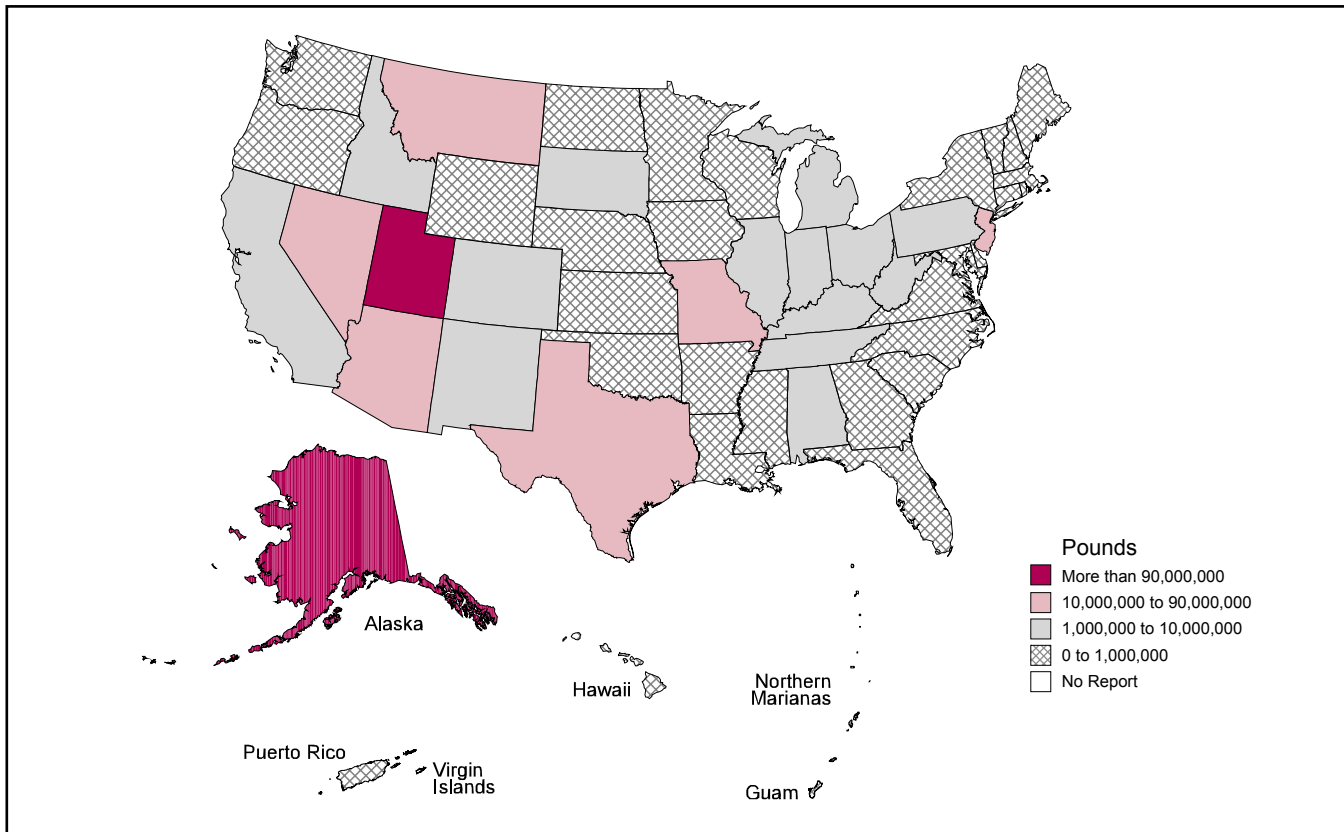 Pounds
More than 90,000,000
10,000,000 to 90,000,000
1,000,000 to 10,000,000
0 to 1,000,000
No Report
Alaska
Hawaii
Northern
Marianas
Puerto Rico
Virgin
Islands
Guam